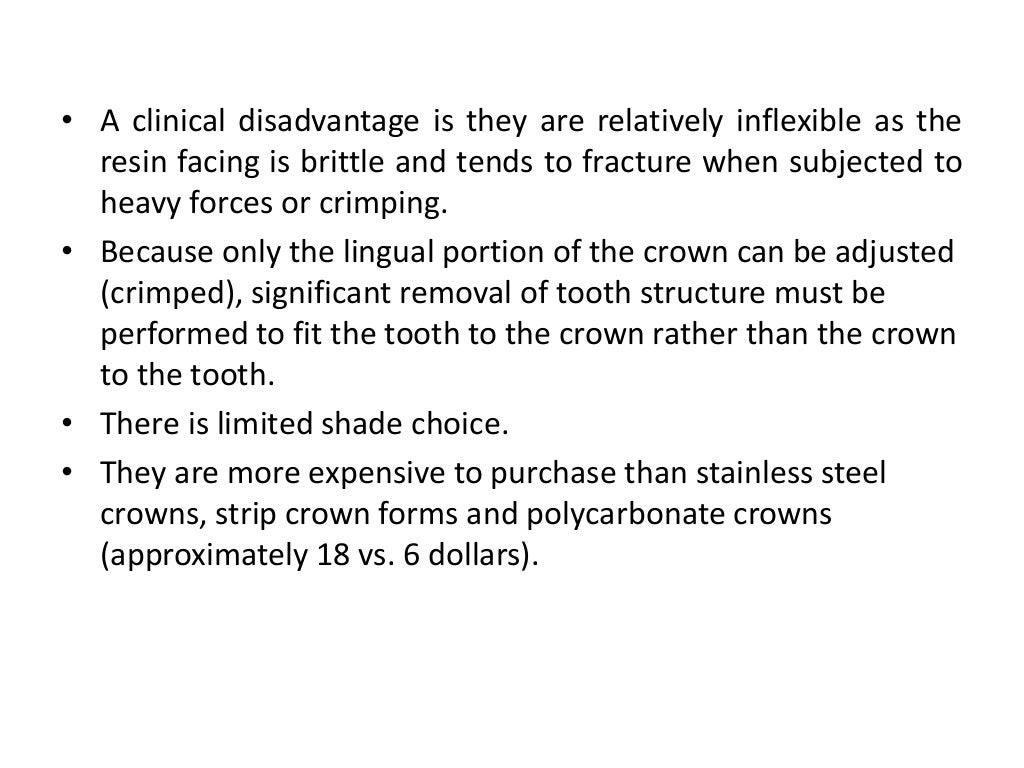 • A clinical disadvantage is they are relatively inflexible as the
resin facing is brittle and tends to fracture when subjected to
heavy forces or crimping.
• Because only the lingual portion of the crown can be adjusted
(crimped), significant removal of tooth structure must be
performed to fit the tooth to the crown rather than the crown
to the tooth.
• There is limited shade choice.
• They are more expensive to purchase than stainless steel
crowns, strip crown forms and polycarbonate crowns
(approximately 18 vs. 6 dollars).